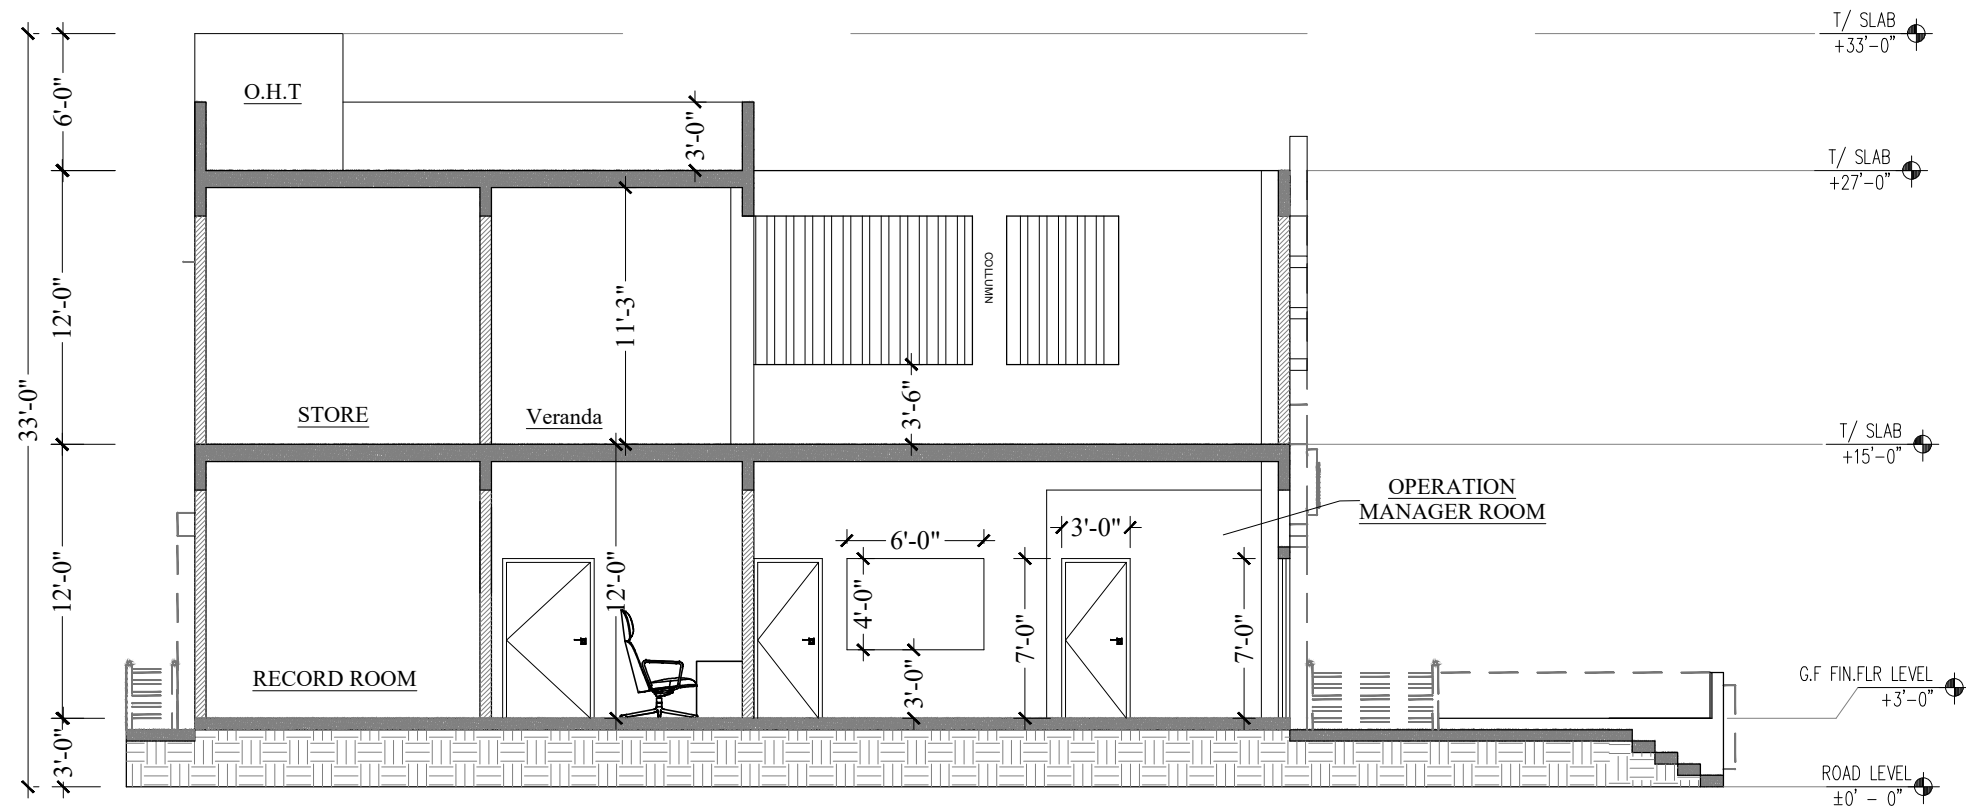 T/ SLAB
+33'-0"
O.H.T
6'-0"
3'-0"
T/ SLAB
+27'-0"
12'-0"
11'-3"
COLLUMN
33'-0"
STORE
Veranda
3'-6"
T/ SLAB
+15'-0"
OPERATION
MANAGER ROOM
6'-0"
3'-0"
12'-0"
12'-0"
4'-0"
7'-0"
7'-0"
RECORD ROOM
3'-0"
G.F FIN.FLR LEVEL
+3'-0"
3'-0"
ROAD LEVEL
±0' - 0"